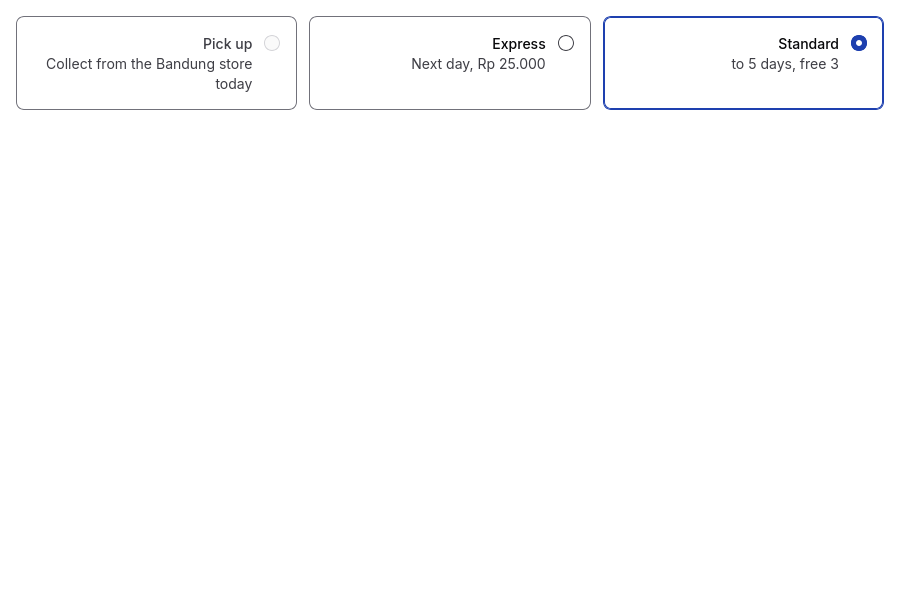 Standard
to 5 days, free 3
Express
Next day, Rp 25.000
Pick up
Collect from the Bandung store
today